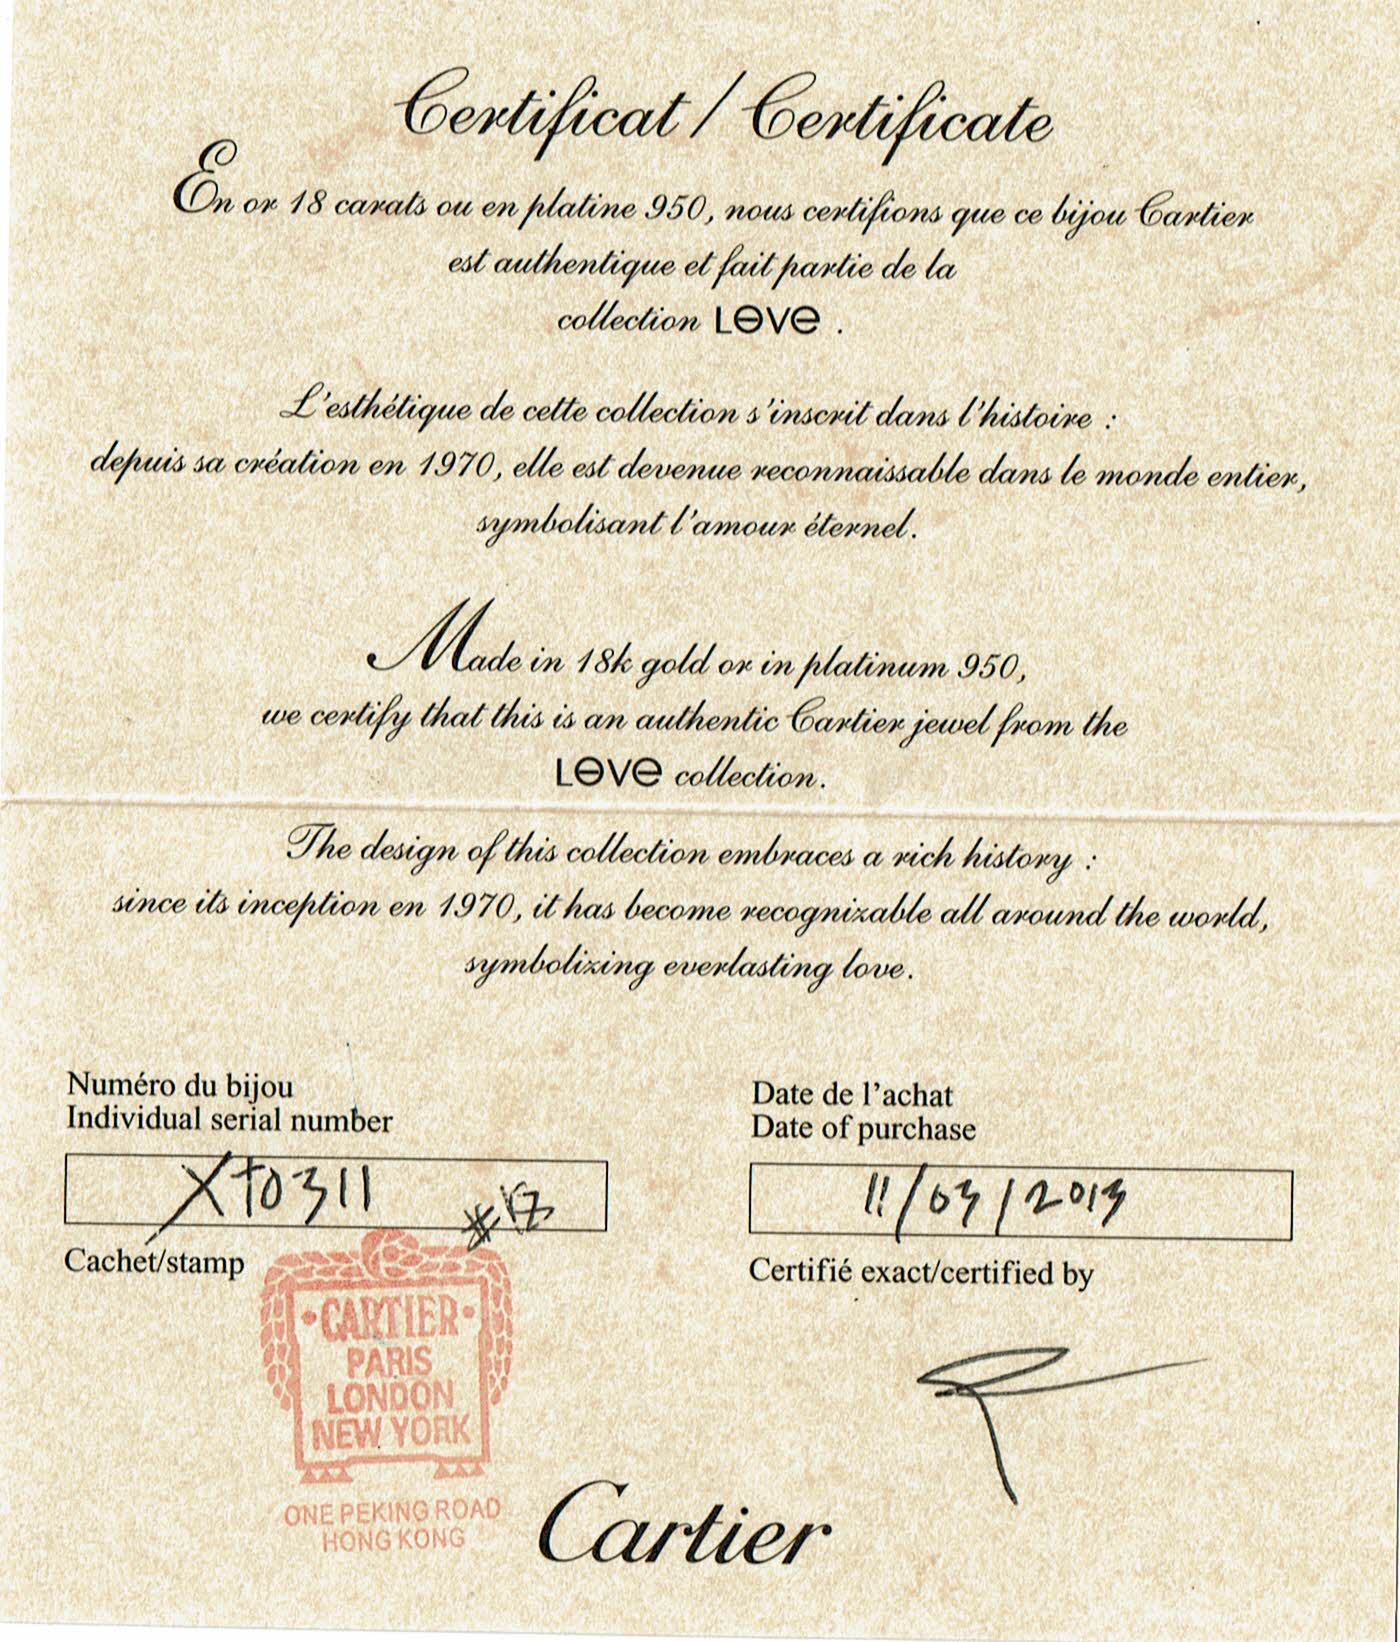 Certificat / Certificate
En or 18 carats ou en platine 950, nous certifions que ce bijou Cartier
est authentique et fait partie de la
collection LOVE .
L'esthétique de cette collection s'inscrit dans l'histoire :
depuis sa création en 1970, elle est devenue reconnaissable dans le monde entier,
symbolisant l'amour éternel.
Made in 18k gold or in platinum 950,
we certify that this is an authentic Cartier jewel from the
LOVE collection.
The design of this collection embraces a rich history :
since its inception en 1970, it has become recognizable all around the world,
symbolizing everlasting love.
Numéro du bijou
Individual serial number
Date de l'achat
Date of purchase
11/03/2013
Cachet/stamp
Certifié exact/certified by
CARTIER
PARIS
LONDON
NEW YORK
ONE PEKING ROAD
HONG KONG
Cartier